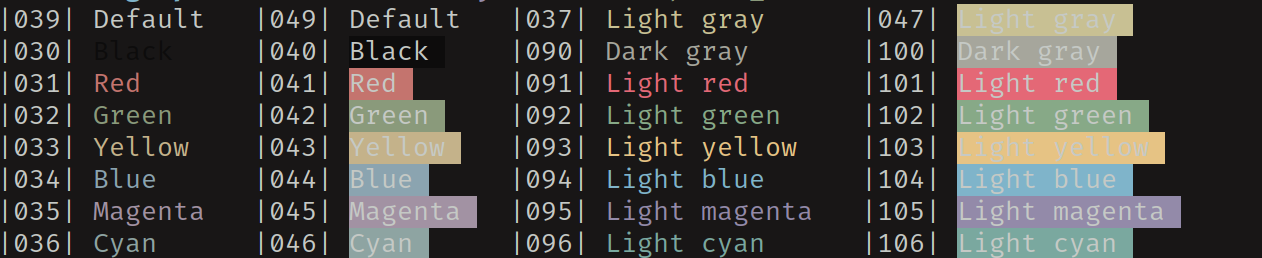 |039| Default |049| Default |037| Light gray |047| Light gray
|030| Black |040| Black |090| Dark gray |100| Dark gray
|031| Red |041| Red |091| Light red |101| Light red
|032| Green |042| Green |092| Light green |102| Light green
|033| Yellow |043| Yellow |093| Light yellow |103| Light yellow
|034| Blue |044| Blue |094| Light blue |104| Light blue
|035| Magenta |045| Magenta |095| Light magenta |105| Light magenta
|036| Cyan |046| Cyan |096| Light cyan |106| Light cyan